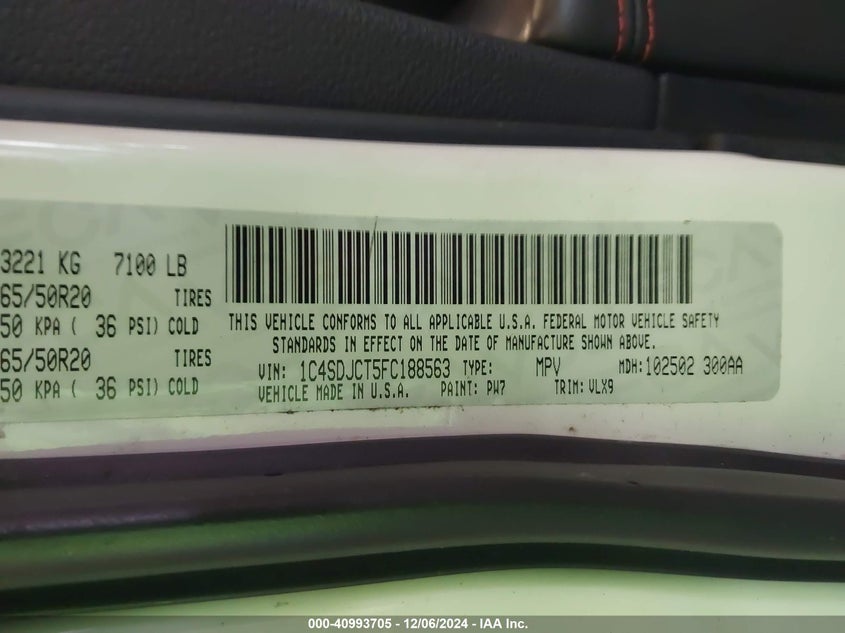 3221 KG 7100 LB
65/50R20 TIRES
50 KPA ( 36 PSI) COLD
65/50R20 TIRES
50 KPA ( 36 PSI) COLD
THIS VEHICLE CONFORMS TO ALL APPLICABLE U.S.A. FEDERAL MOTOR VEHICLE SAFETY
STANDARDS IN EFFECT ON THE DATE OF MANUFACTURE SHOWN ABOVE.
VIN: 1C4SDJCT5FC188563 TYPE: MPV MDH:102502 300AA
VEHICLE MADE IN U.S.A. PAINT: PW7 TRIM: VLX9
000-40993705 - 12/06/2024 - IAA Inc.